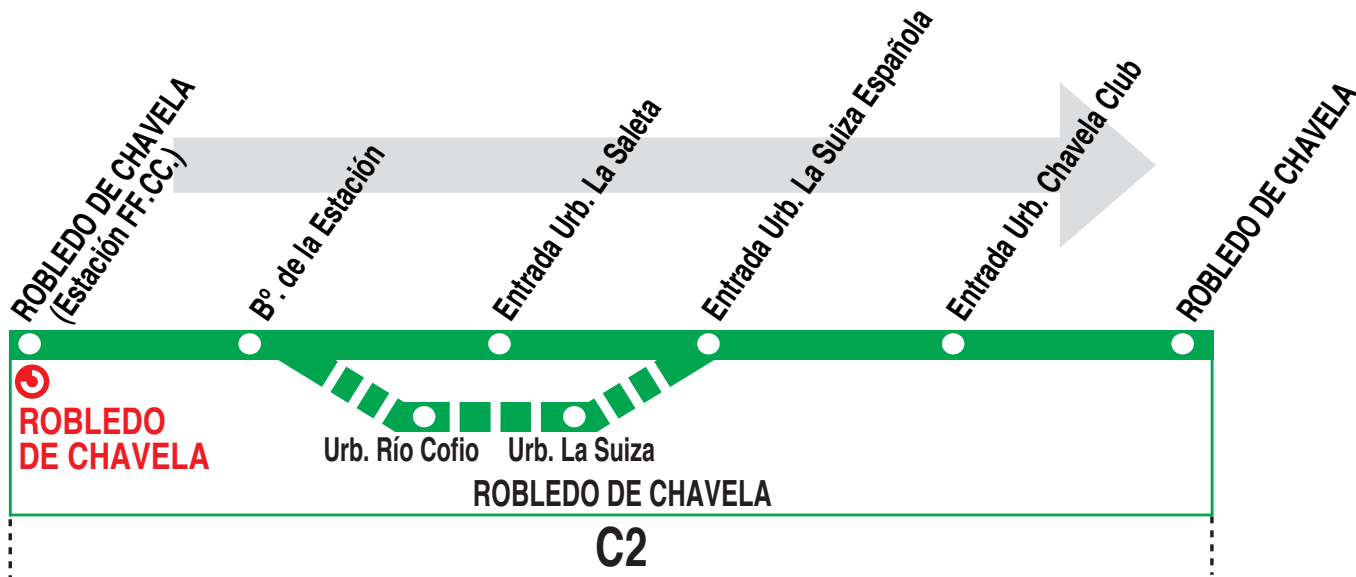 ROBLEDO DE CHAVELA
(Estación FF.CC.)
Bº. de la Estación
Entrada Urb. La Saleta
Entrada Urb. La Suiza Española
Entrada Urb. Chavela Club
ROBLEDO DE CHAVELA
ROBLEDO
DE CHAVELA
Urb. Río Cofio
Urb. La Suiza
ROBLEDO DE CHAVELA
C2